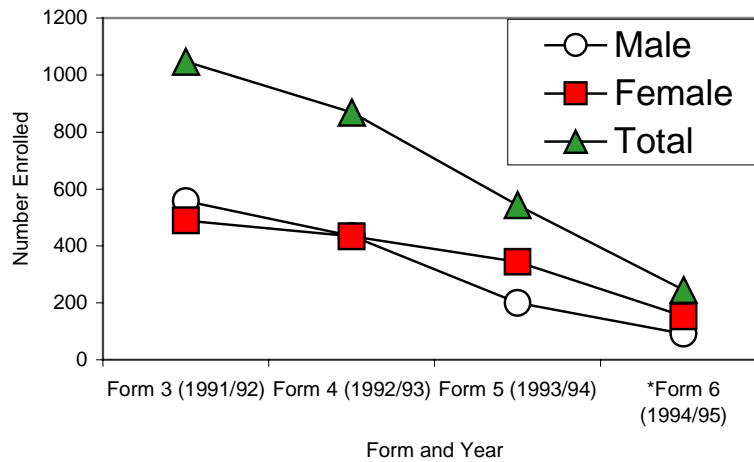 1200
1000
800
600
400
200
0
Number Enrolled
Male
Female
Total
Form 3 (1991/92)
Form 4 (1992/93)
Form 5 (1993/94)
*Form 6
(1994/95)
Form and Year